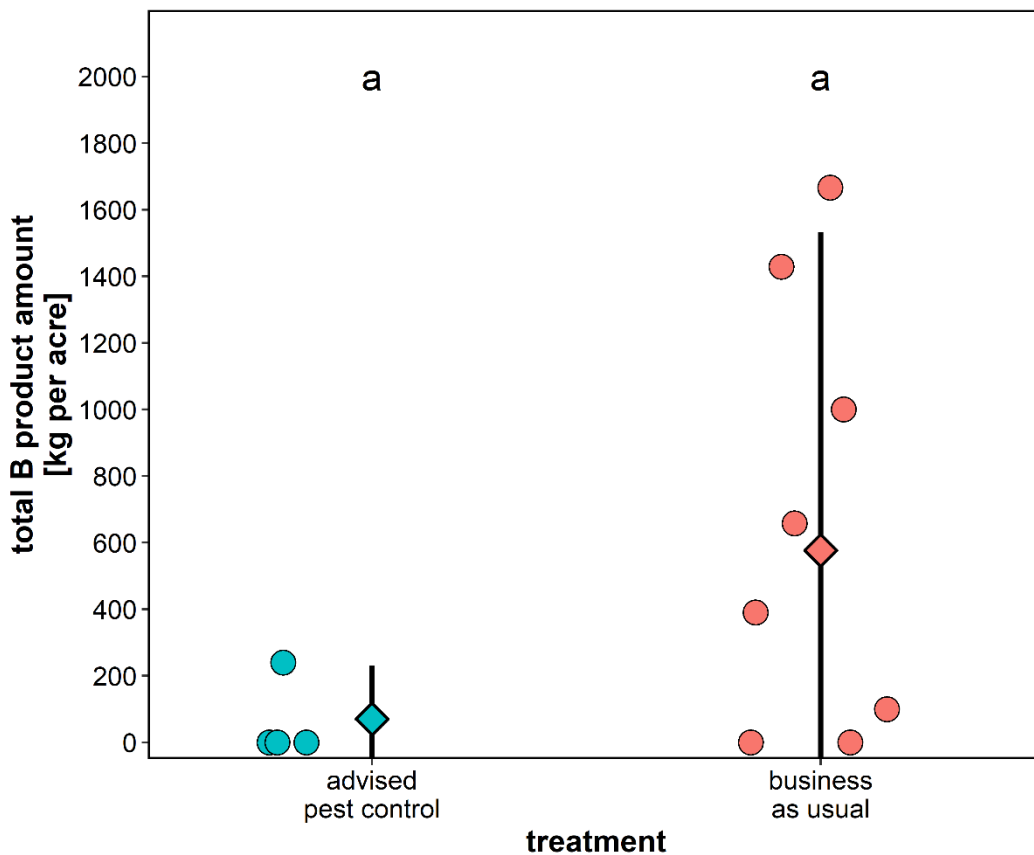 total B product amount
[kg per acre]
2000
1800
1600
1400
1200
1000
800
600
400
200
0
a
a
advised
pest control
business
as usual
treatment